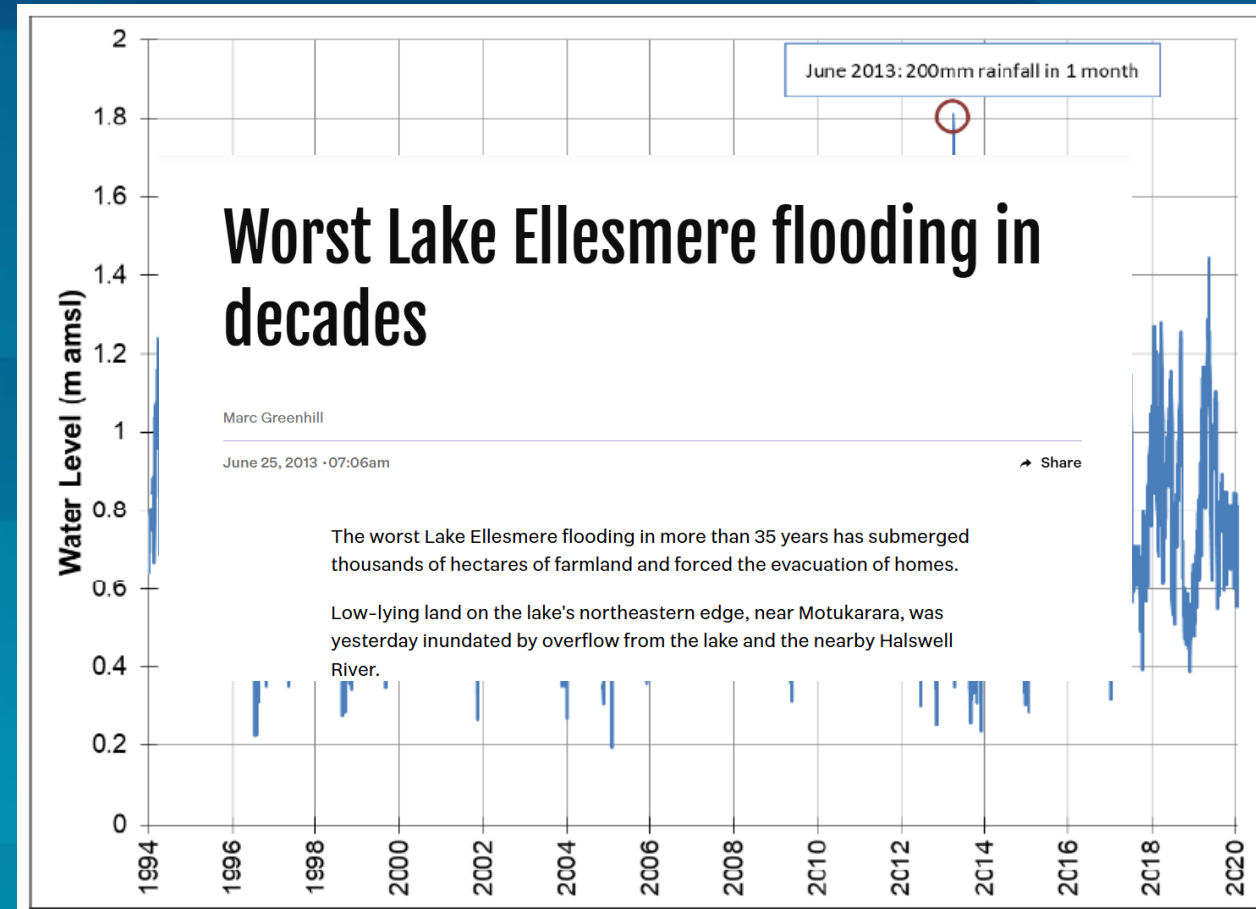 2
June 2013: 200mm rainfall in 1 month
1.8
1.6
Worst Lake Ellesmere flooding in
decades
1.4
1.2
Marc Greenhill
1
June 25, 2013 · 07:06am
Share
0.8
The worst Lake Ellesmere flooding in more than 35 years has submerged
thousands of hectares of farmland and forced the evacuation of homes.
0.6
Low-lying land on the lake's northeastern edge, near Motukarara, was
yesterday inundated by overflow from the lake and the nearby Halswell
River.
0.4
0.2
0
Water Level (m amsl)
1994 1996 1998 2000 2002 2004 2006 2008 2010 2012 2014 2016 2018 2020